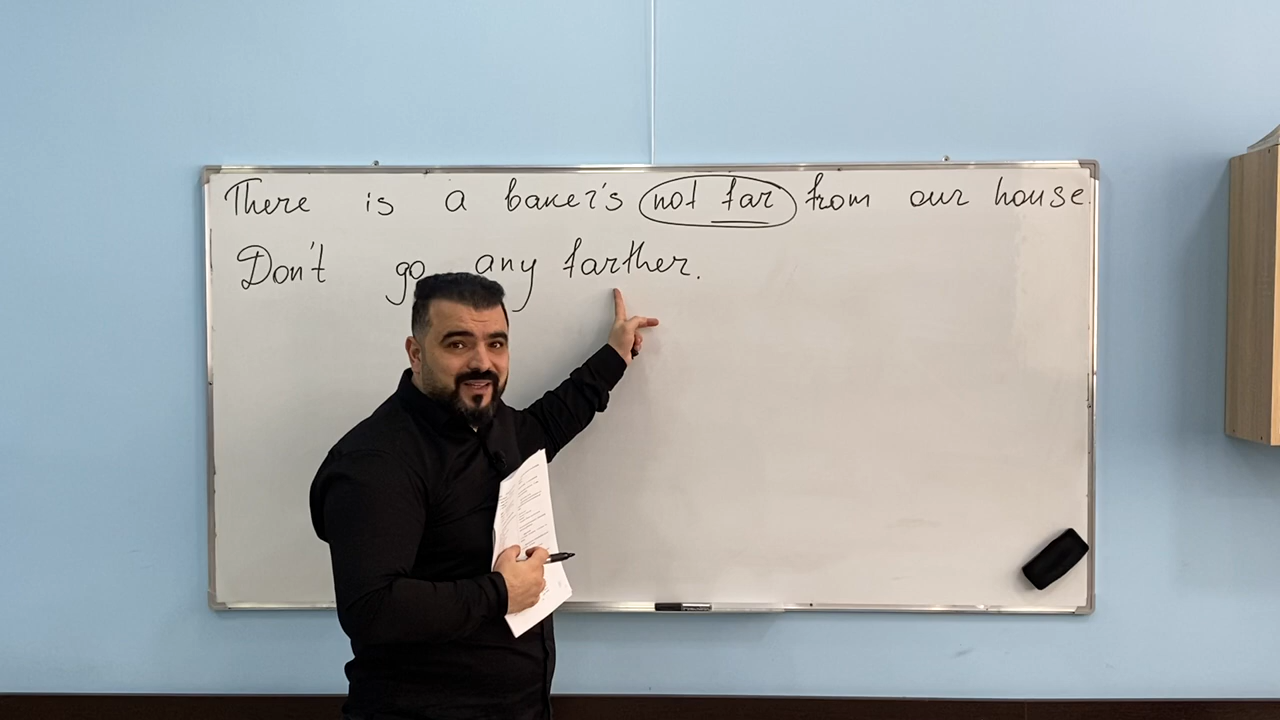 There is a baker's not far from our house.
Don't go any farther.